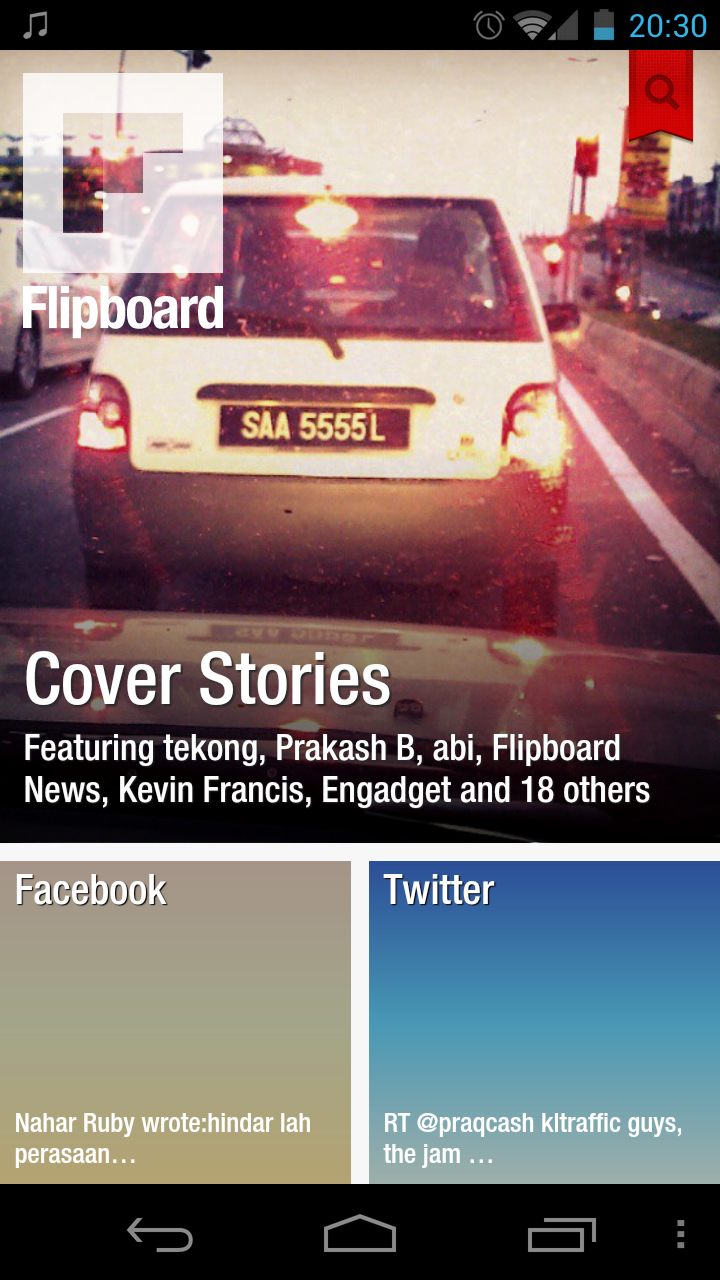 20:30
Flipboard
SAA 5555L
Cover Stories
Featuring tekong, Prakash B, abi, Flipboard
News, Kevin Francis, Engadget and 18 others
Facebook
Twitter
Nahar Ruby wrote:hindar lah
perasaan…
RT @praqcash kltraffic guys,
the jam …